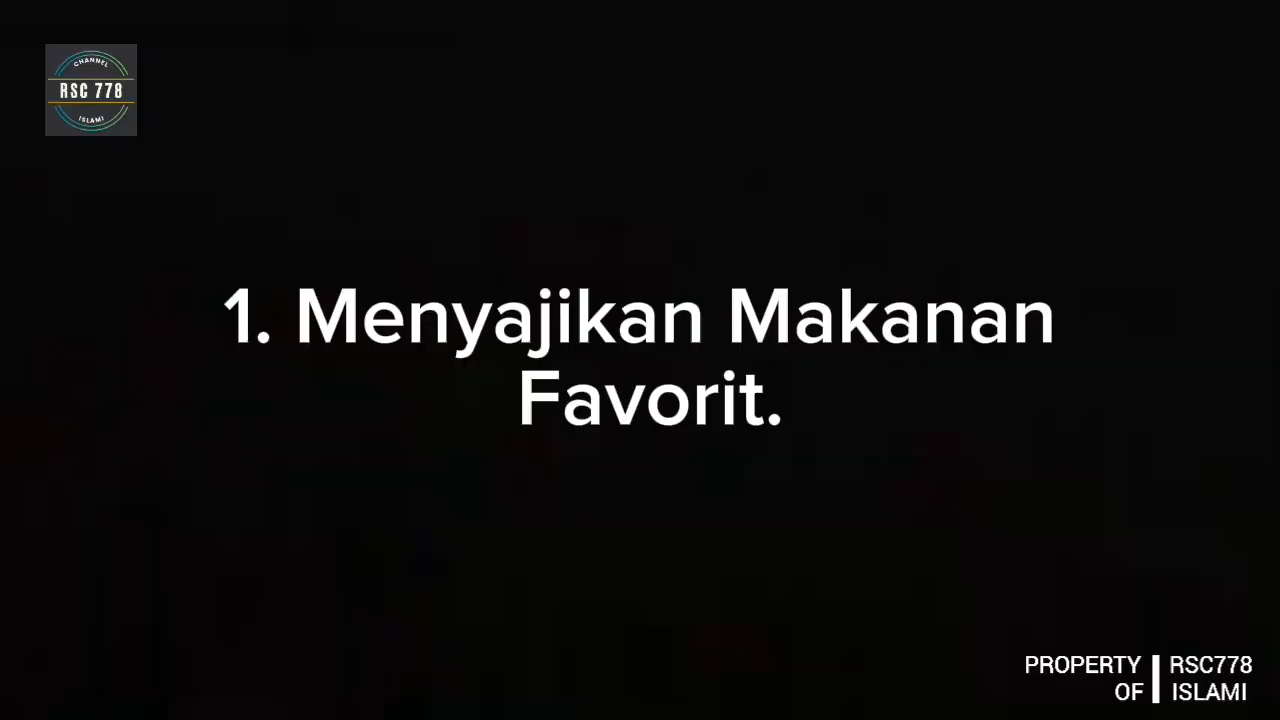 CHANNEL
RSC 778
ISLAMI
1. Menyajikan Makanan
Favorit.
PROPERTY OF
RSC778 ISLAMI